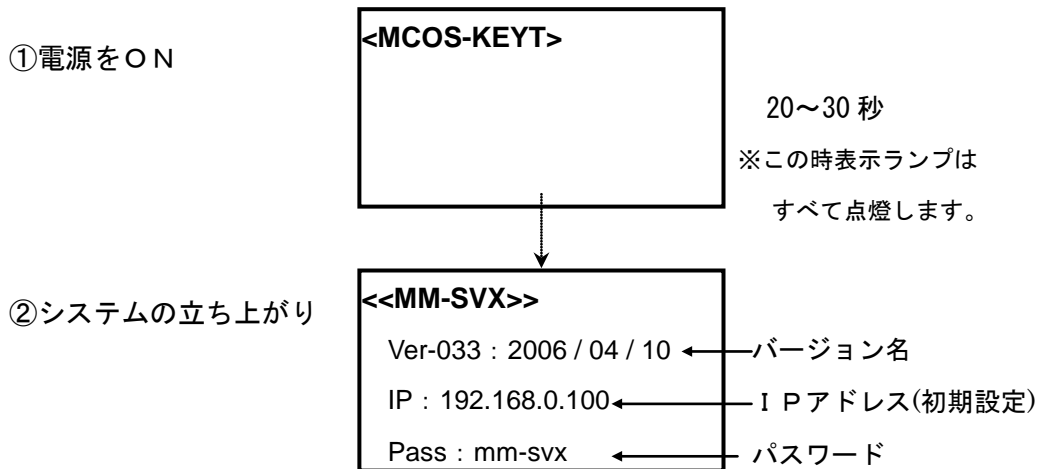 ①電源をＯＮ
<MCOS-KEYT>
20～30 秒
※この時表示ランプは
すべて点燈します。
②システムの立ち上がり
<<MM-SVX>>
Ver-033：2006 / 04 / 10
バージョン名
IP：192.168.0.100
ＩＰアドレス(初期設定)
Pass：mm-svx
パスワード